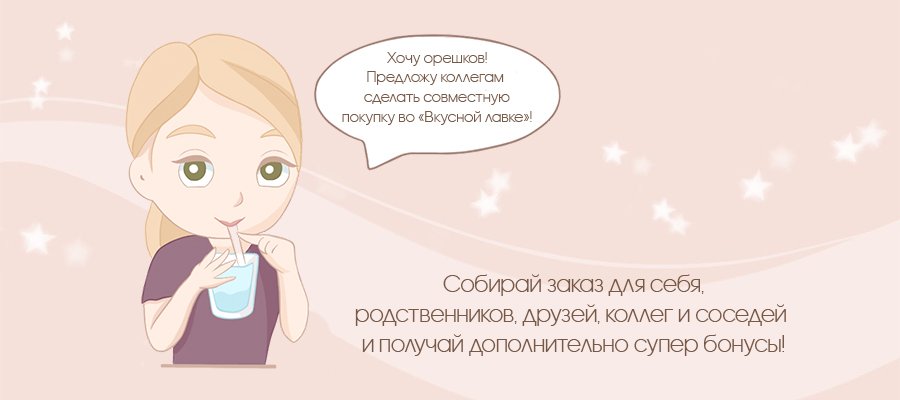 Хочу орешков!
Предложу коллегам
сделать совместную
покупку во «Вкусной лавке»!
Собирай заказ для себя,
родственников, друзей, коллег и соседей
и получай дополнительно супер бонусы!